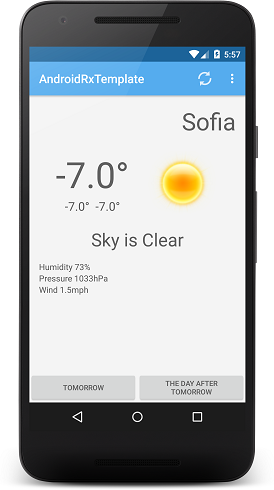 5:57
AndroidRxTemplate
Sofia
-7.0°
-7.0° -7.0°
Sky is Clear
Humidity 73%
Pressure 1033hPa
Wind 1.5mph
TOMORROW
THE DAY AFTER
TOMORROW